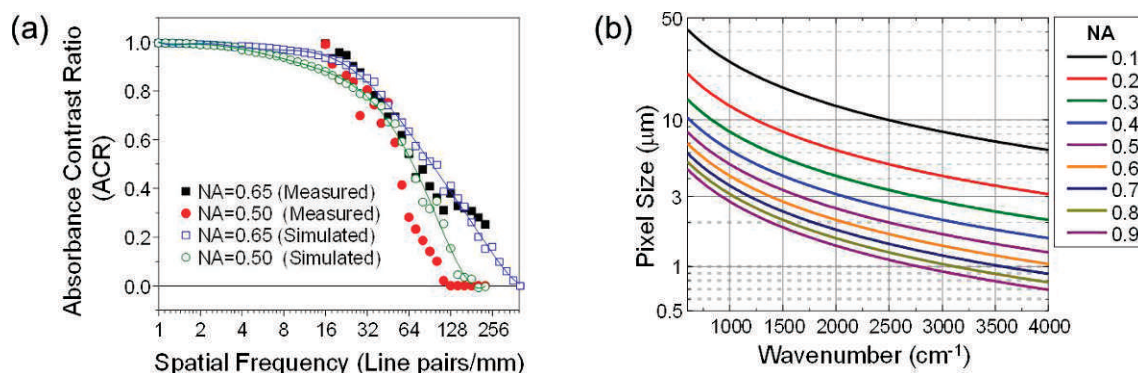 (a)
1.0
0.8
0.6
0.4
0.2
0.0
Absorbance Contrast Ratio
(ACR)
NA=0.65 (Measured)
NA=0.50 (Measured)
NA=0.65 (Simulated)
NA=0.50 (Simulated)
1 2 4 8 16 32 64 128 256
Spatial Frequency (Line pairs/mm)
(b)
50
10
3
1
0.5
Pixel Size (μm)
1000 1500 2000 2500 3000 3500 4000
Wavenumber (cm-1)
NA
0.1
0.2
0.3
0.4
0.5
0.6
0.7
0.8
0.9